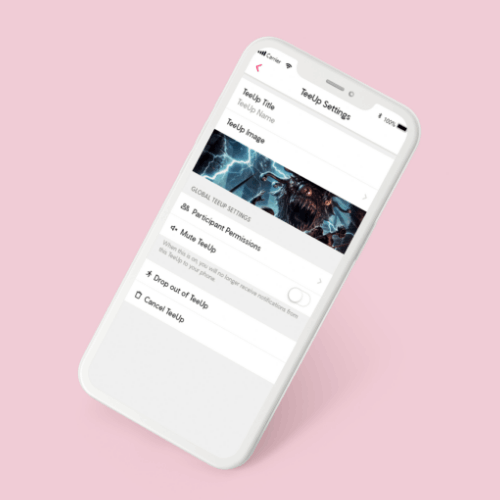 Carrier
100%
TeeUp Settings
TeeUp Title
TeeUp Name
TeeUp Image
GLOBAL TEEUP SETTINGS
Participant Permissions
Mute TeeUp
When this is on, you will no longer receive notifications from
this TeeUp to your phone.
Drop out of TeeUp
Cancel TeeUp